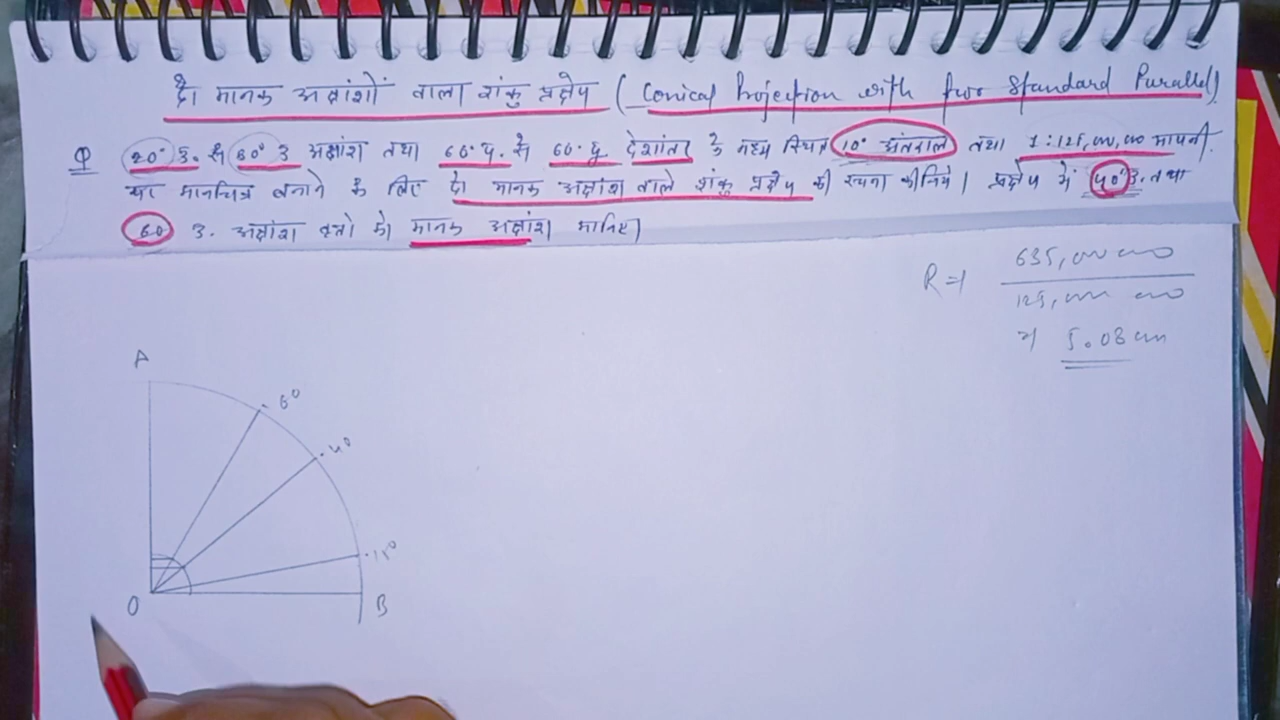 दो मानक अक्षांशों वाला शंकु प्रक्षेप (Conical Projection with two Standard Parallel)
Q 20° उ. से 80° उ अक्षांश तथा 60° प. से 60° पू. देशांतर के मध्य स्थित 10° अंतराल तथा 1:125,000,000 मापनी
पर मानचित्र बनाने के लिए दो मानक अक्षांश वाले शंकु प्रक्षेप की रचना कीजिये। प्रक्षेप में 40° उ. तथा
60 उ. अक्षांश वृत्तो को मानक अक्षांश मानिए।
R = 635,000 000
125,000 000
= 5.08 cm
A
60
40
10
O
B